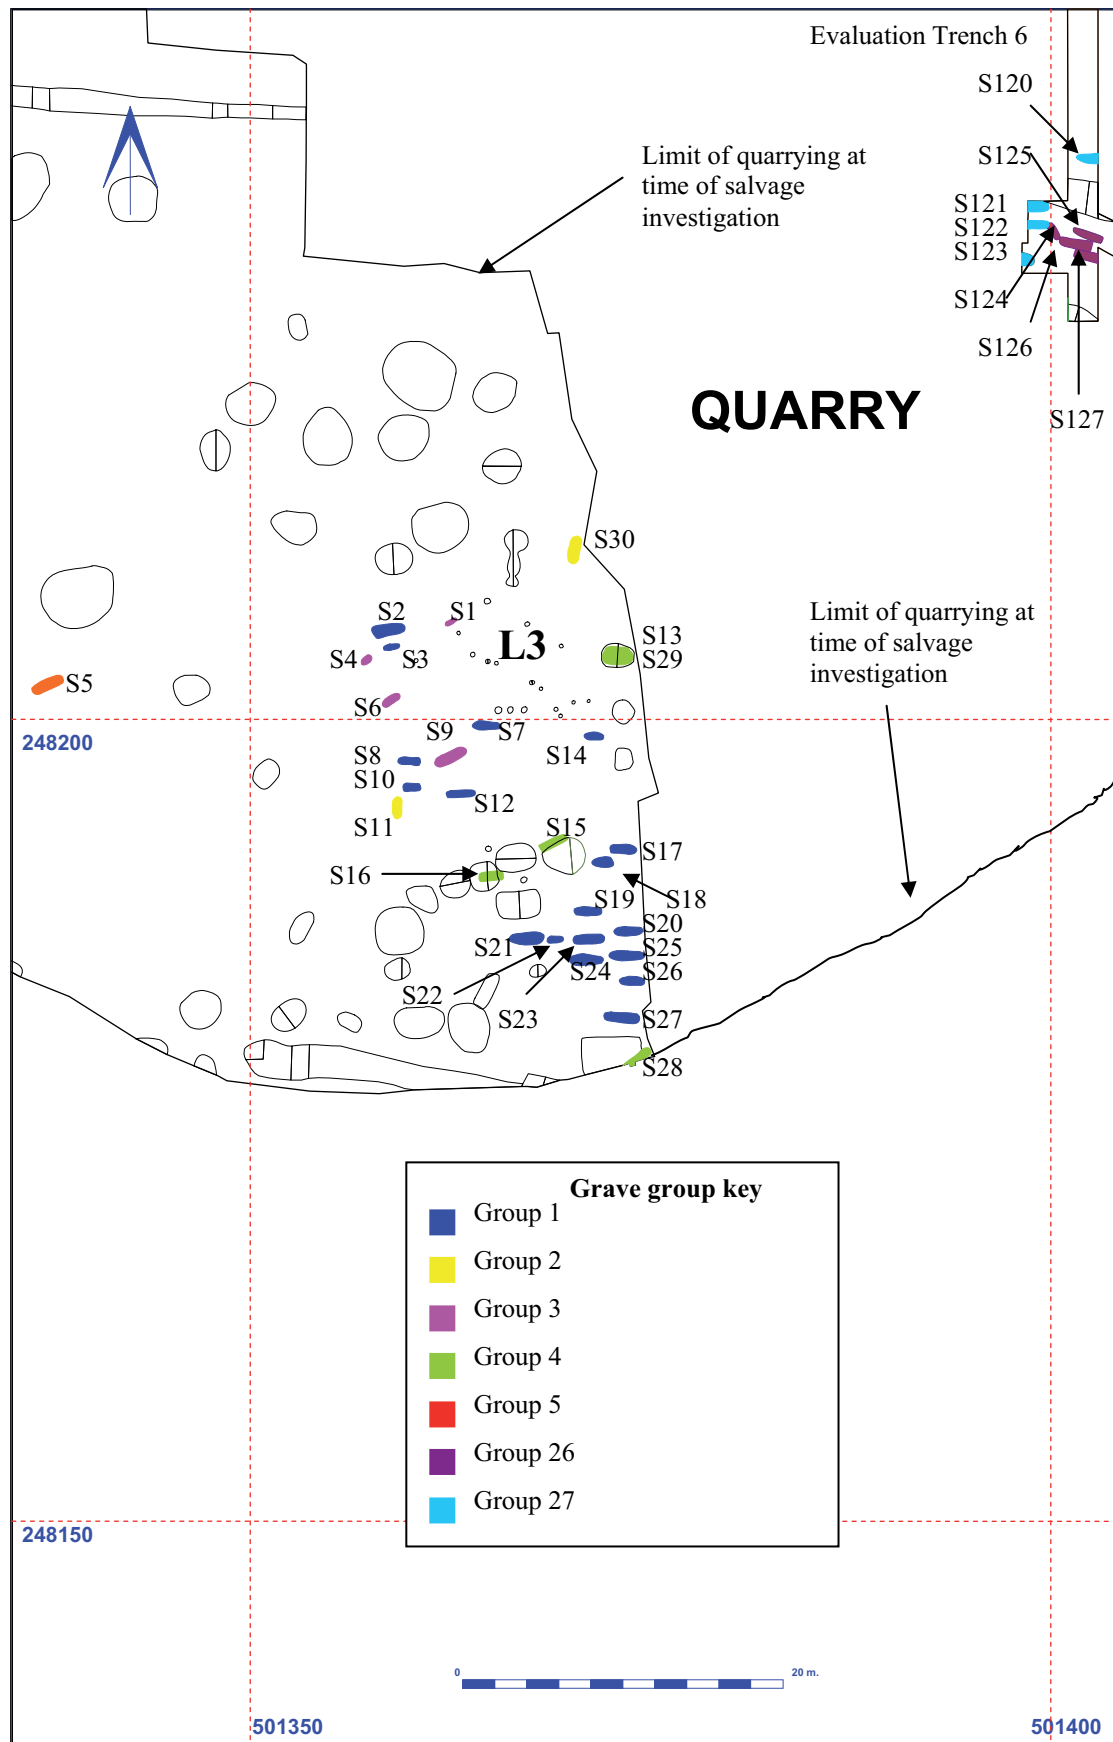 Evaluation Trench 6
S120
Limit of quarrying at
time of salvage
investigation
S125
S121
S122
S123
S124
S126
S127
QUARRY
S30
S2
S1
L3
S13
S29
S4
S3
S5
S6
Limit of quarrying at
time of salvage
investigation
248200
S9
S7
S8
S14
S10
S12
S11
S15
S16
S17
S18
S19
S20
S21
S25
S24
S26
S22
S23
S27
S28
Grave group key
Group 1
Group 2
Group 3
Group 4
Group 5
Group 26
Group 27
248150
0
20 m.
501350
501400